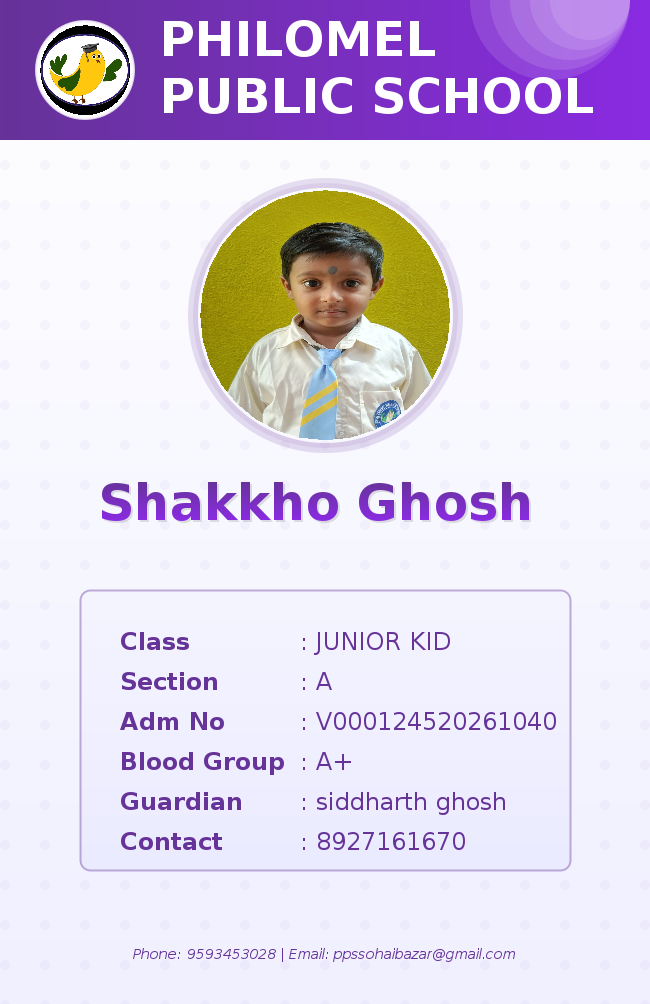 PHILOMEL
PUBLIC SCHOOL
Shakkho Ghosh
Class : JUNIOR KID
Section : A
Adm No : V000124520261040
Blood Group : A+
Guardian : siddharth ghosh
Contact : 8927161670
Phone: 9593453028 | Email: ppssohaibazar@gmail.com